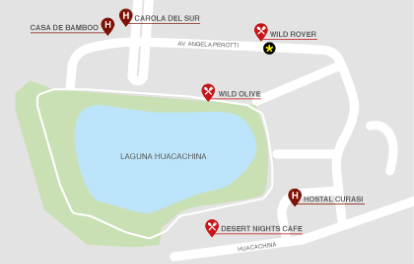 CAROLA DEL SUR
CASA DE BAMBOO
H
H
WILD ROVER
AV. ANGELA PEROTTI
WILD OLIVE
LAGUNA HUACACHINA
H
HOSTAL CURASI
DESERT NIGHTS CAFE
HUACACHINA